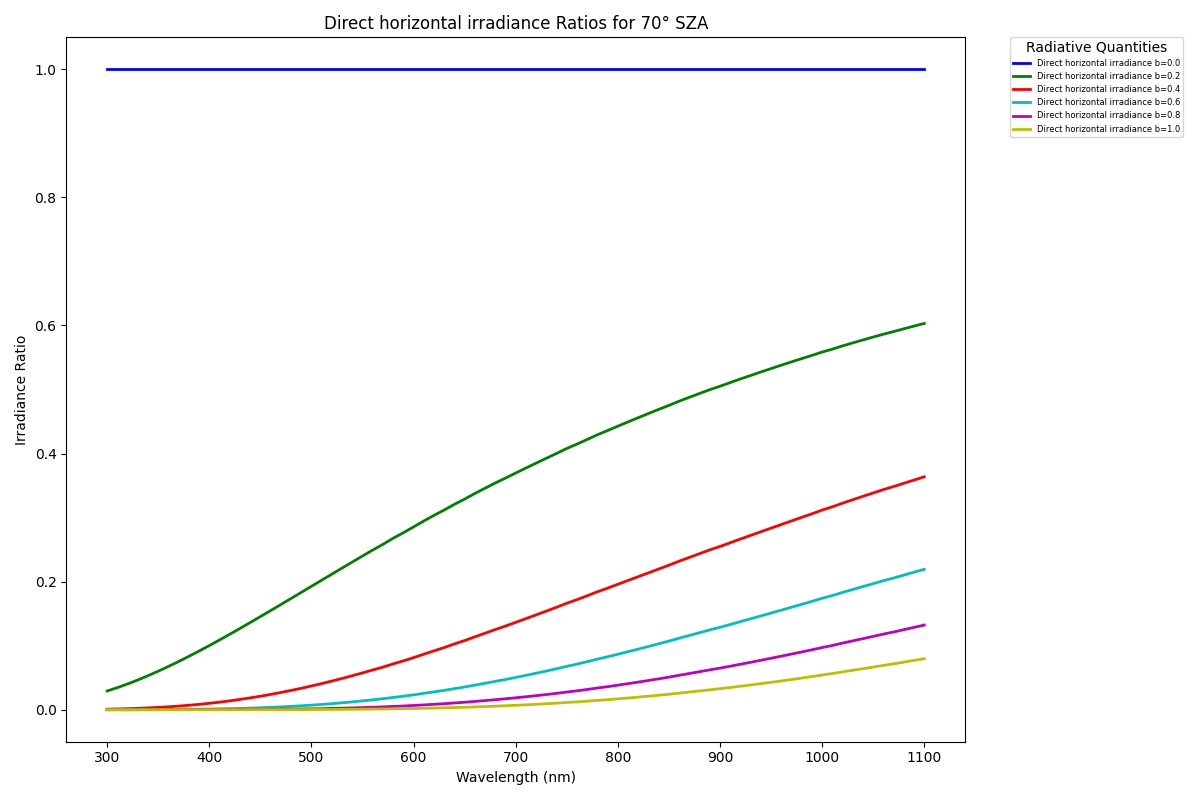 Direct horizontal irradiance Ratios for 70° SZA
Radiative Quantities
Direct horizontal irradiance b=0.0
Direct horizontal irradiance b=0.2
Direct horizontal irradiance b=0.4
Direct horizontal irradiance b=0.6
Direct horizontal irradiance b=0.8
Direct horizontal irradiance b=1.0
Irradiance Ratio
1.0
0.8
0.6
0.4
0.2
0.0
300 400 500 600 700 800 900 1000 1100
Wavelength (nm)